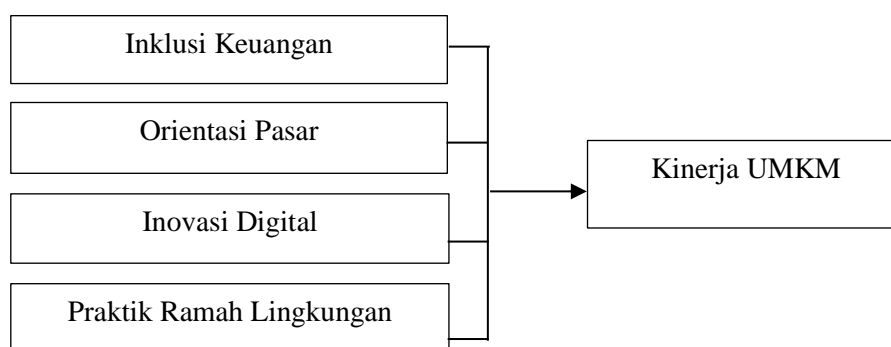 Inklusi Keuangan
Orientasi Pasar
Kinerja UMKM
Inovasi Digital
Praktik Ramah Lingkungan